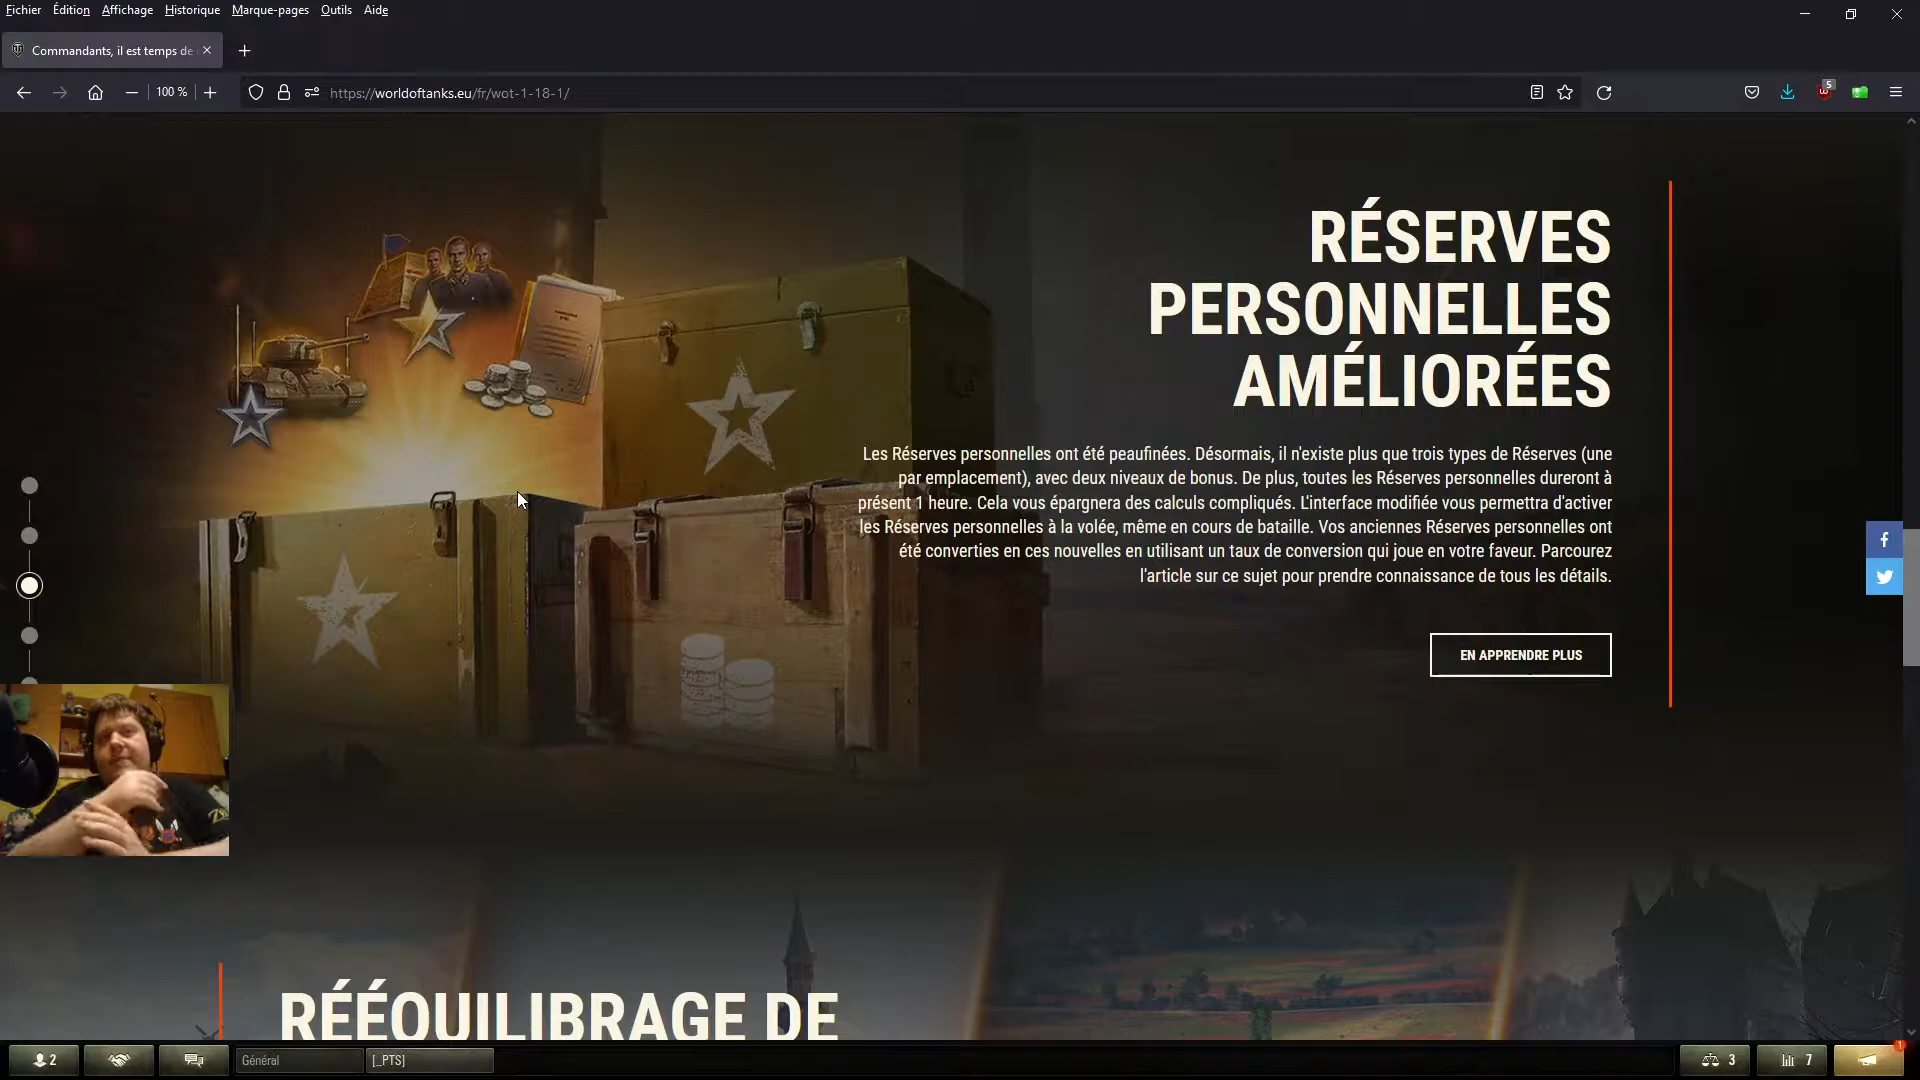 Fichier Édition Affichage Historique Marque-pages Outils Aide
Commandants, il est temps de
100 %
https://worldoftanks.eu/fr/wot-1-18-1/
5
RÉSERVES
PERSONNELLES
AMÉLIORÉES
Les Réserves personnelles ont été peaufinées. Désormais, il n'existe plus que trois types de Réserves (une
par emplacement), avec deux niveaux de bonus. De plus, toutes les Réserves personnelles dureront à
présent 1 heure. Cela vous épargnera des calculs compliqués. L'interface modifiée vous permettra d'activer
les Réserves personnelles à la volée, même en cours de bataille. Vos anciennes Réserves personnelles ont
été converties en ces nouvelles en utilisant un taux de conversion qui joue en votre faveur. Parcourez
l'article sur ce sujet pour prendre connaissance de tous les détails.
EN APPRENDRE PLUS
RÉÉQUILIBRAGE DE
2
Général
[_PTS]
3
7
1